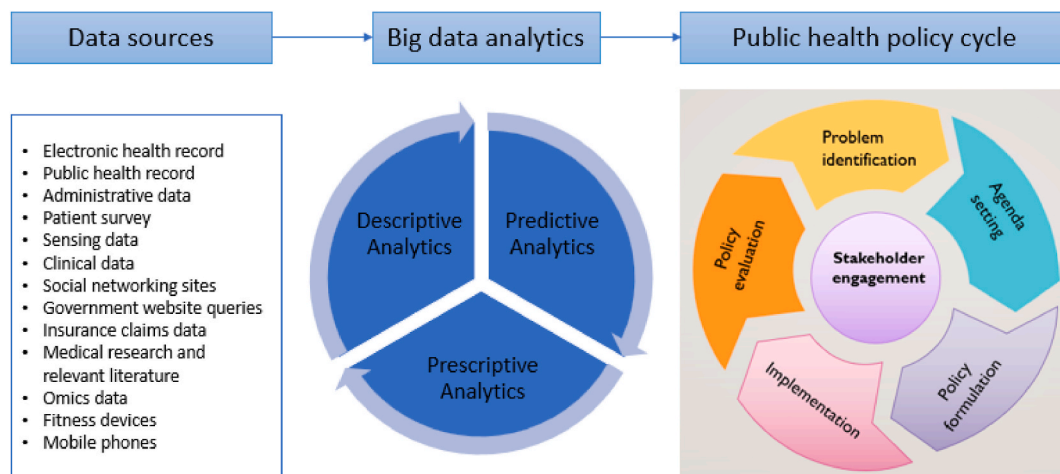 Data sources
Big data analytics
Public health policy cycle
Electronic health record
Public health record
Administrative data
Patient survey
Sensing data
Clinical data
Social networking sites
Government website queries
Insurance claims data
Medical research and
relevant literature
Omics data
Fitness devices
Mobile phones
Descriptive
Analytics
Predictive
Analytics
Prescriptive
Analytics
Problem
identification
Agenda
setting
Policy
formulation
Implementation
Policy
evaluation
Stakeholder
engagement